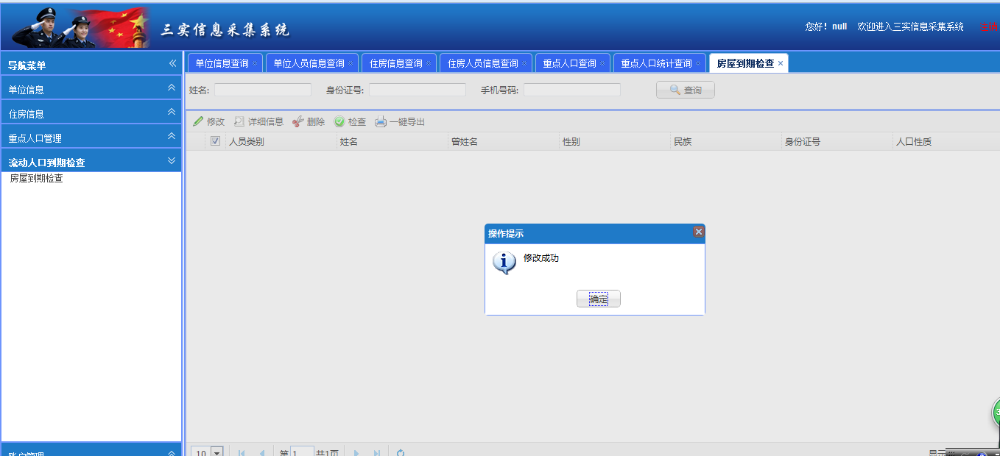 三实信息采集系统
您好！null 欢迎进入三实信息采集系统
导航菜单
单位信息
住房信息
重点人口管理
流动人口到期检查
房屋到期检查
账户管理
单位信息查询 单位人员信息查询 住房信息查询 住房人员信息查询 重点人口查询 重点人口统计查询 房屋到期检查
姓名: 身份证号: 手机号码: 查询
修改 详细信息 删除 检查 一键导出
人员类别 姓名 曾姓名 性别 民族 身份证号 人口性质
操作提示
修改成功
确定
10 第 1 共1页 显示